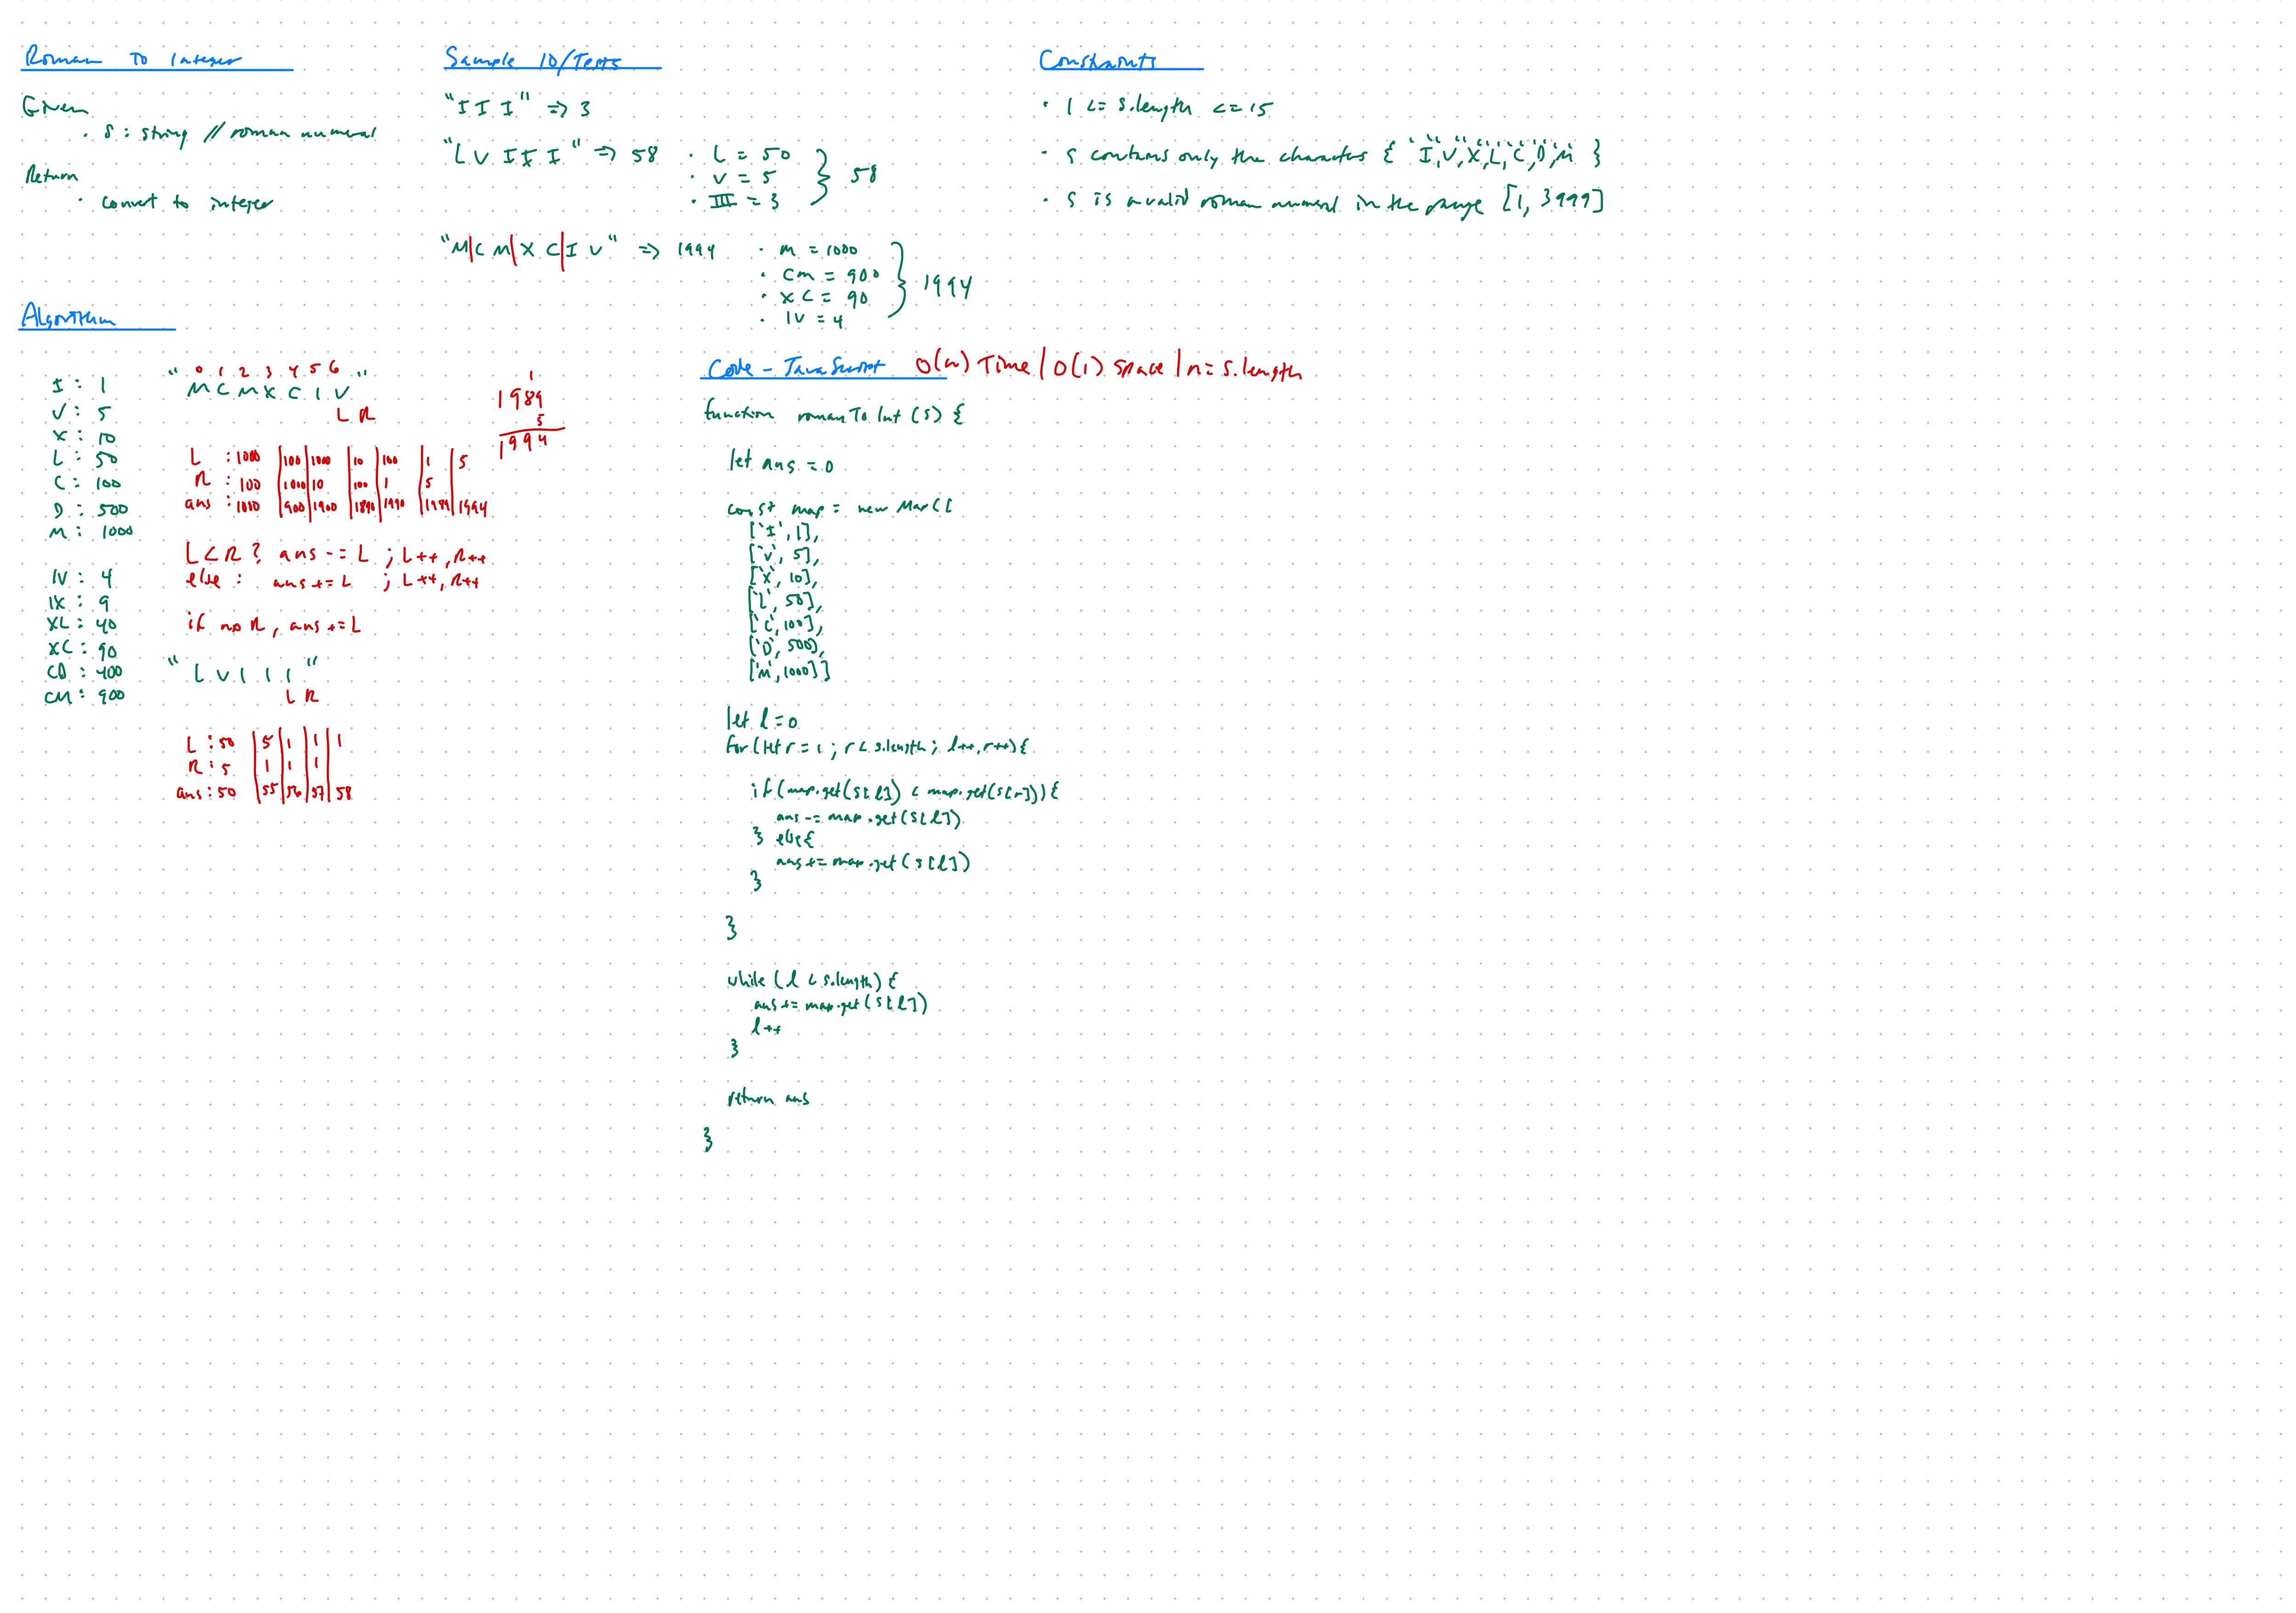 Roman To Integer
Given
· s : string // roman numeral
Return
· convert to integer
Sample IO/Tests
"I I I" => 3
"L V I I I" => 58
· L = 50
· V = 5
· III = 3
58
"M|C M|X C|I V" => 1994
· M = 1000
· CM = 900
· XC = 90
· IV = 4
1994
Constraints
· 1 <= s.length <= 15
· s contains only the characters { 'I', 'V', 'X', 'L', 'C', 'D', 'M' }
· s is a valid roman numeral in the range [1, 3999]
Algorithm
I : 1
V : 5
X : 10
L : 50
C : 100
D : 500
M : 1000
IV : 4
IX : 9
XL : 40
XC : 90
CD : 400
CM : 900
0 1 2 3 4 5 6
" M C M X C I V "
L R
L : 1000 | 100 | 1000 | 10 | 100 | 1 | 5
R : 100 | 1000 | 10 | 100 | 1 | 5
ans : 1000 | 900 | 1900 | 1890 | 1990 | 1989 | 1994
1
1989
5
1994
L < R ? ans -= L ; L++, R++
else : ans += L ; L++, R++
if no R, ans += L
" L V I I I "
L R
L : 50 | 5 | 1 | 1 | 1
R : 5 | 1 | 1 | 1
ans : 50 | 55 | 56 | 57 | 58
Code - JavaScript O(n) Time | O(1) Space | n = s.length
function romanToInt (s) {
let ans = 0
const map = new Map([
['I', 1],
['V', 5],
['X', 10],
['L', 50],
['C', 100],
['D', 500],
['M', 1000]]
let l = 0
for (let r = 1 ; r < s.length ; l++, r++) {
if (map.get(s[l]) < map.get(s[r])) {
ans -= map.get(s[l])
} else {
ans += map.get(s[l])
}
}
while (l < s.length) {
ans += map.get(s[l])
l++
}
return ans
}